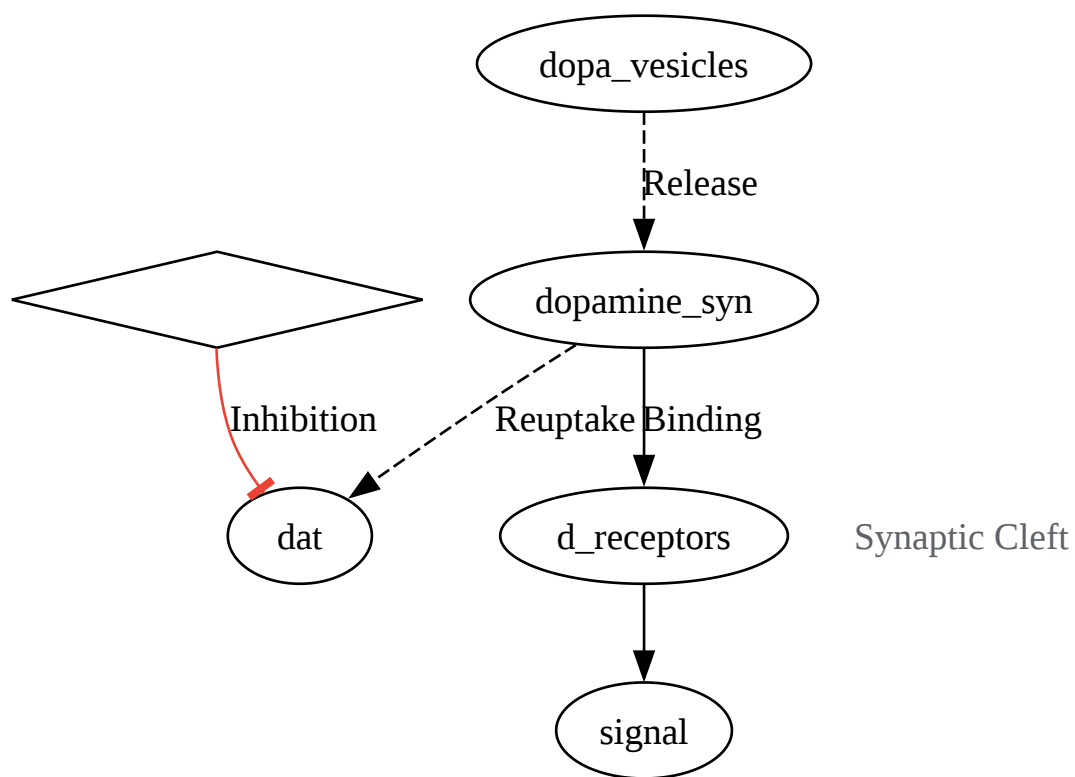 dopa_vesicles
Release
dopamine_syn
Inhibition
Reuptake
Binding
dat
d_receptors
Synaptic Cleft
signal